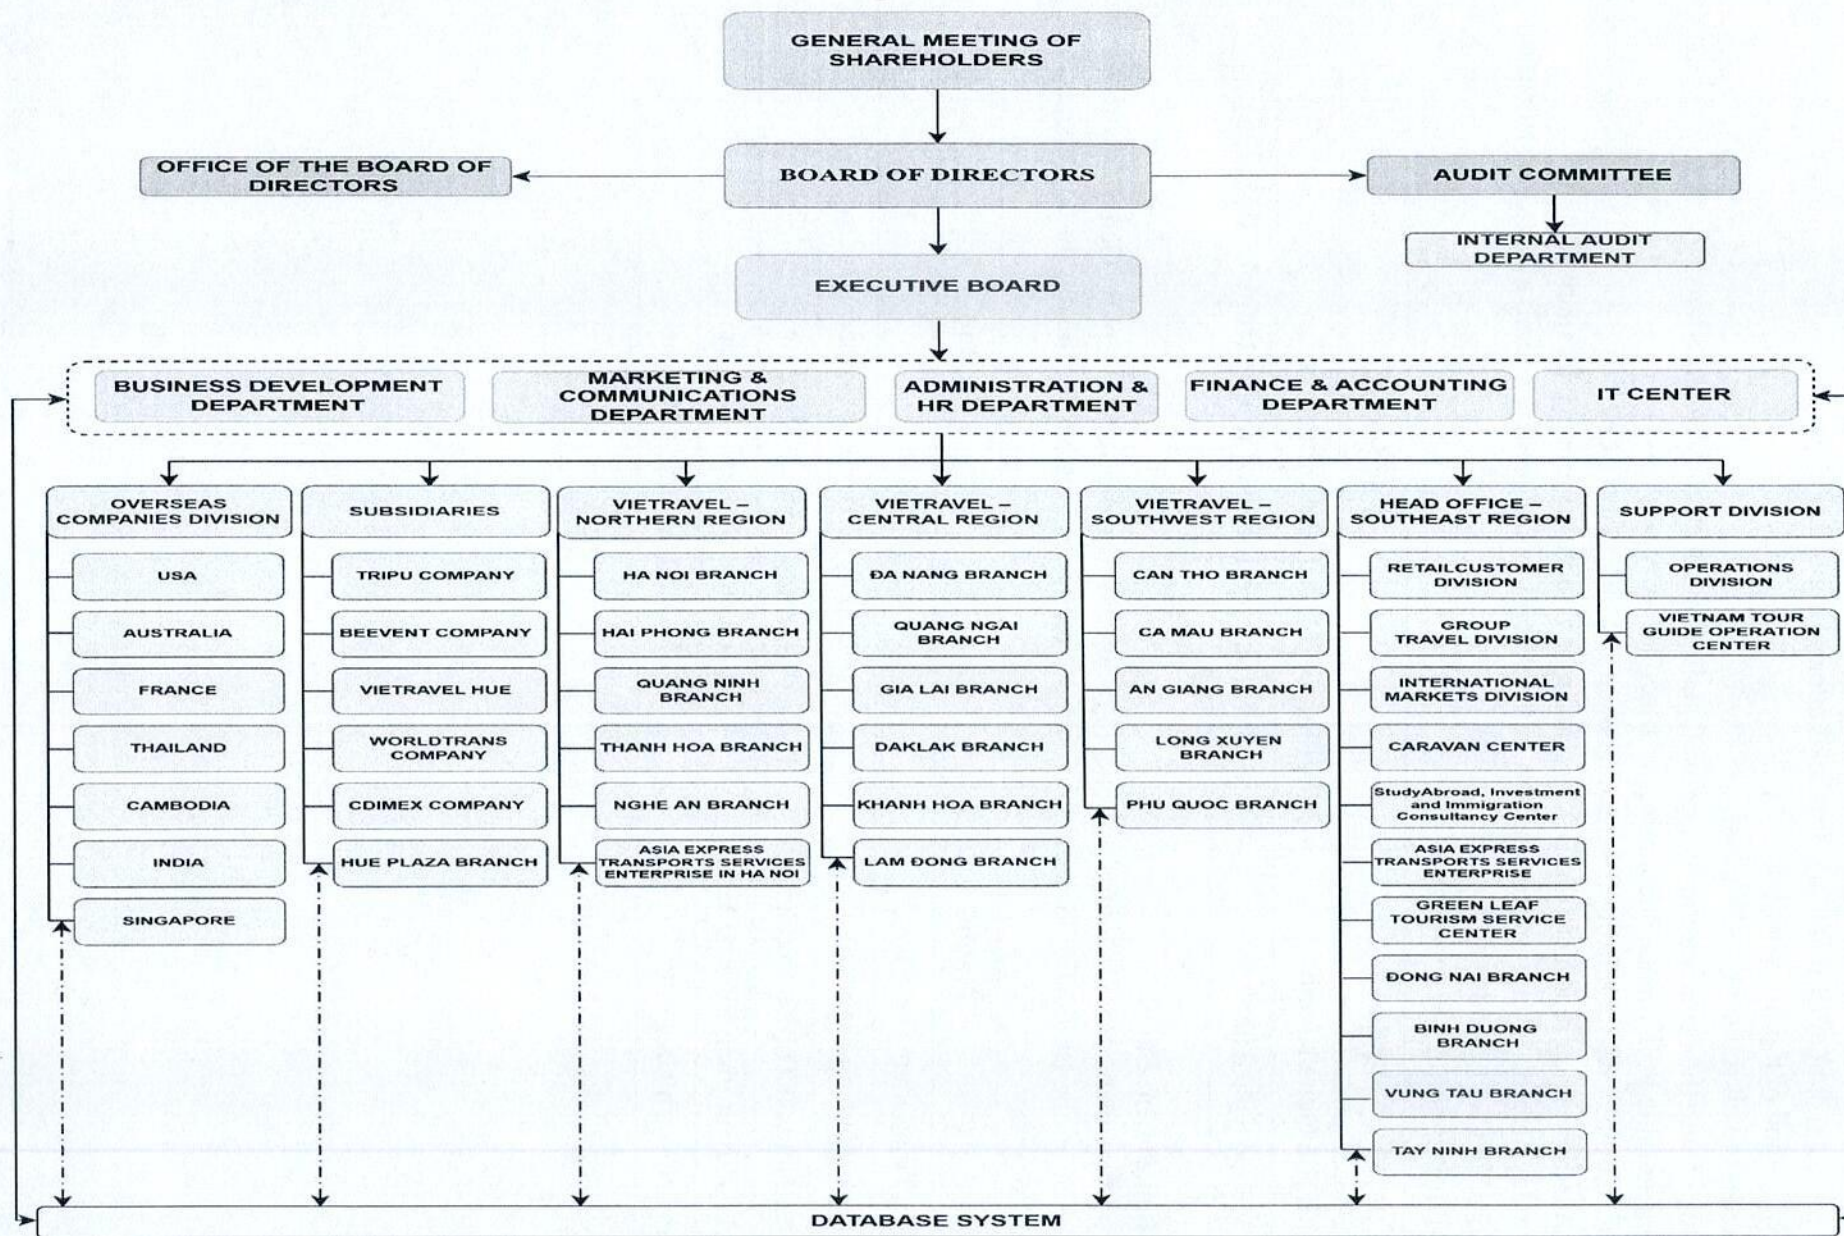 GENERAL MEETING OF
SHAREHOLDERS
OFFICE OF THE BOARD OF
DIRECTORS
BOARD OF DIRECTORS
AUDIT COMMITTEE
INTERNAL AUDIT
DEPARTMENT
EXECUTIVE BOARD
BUSINESS DEVELOPMENT
DEPARTMENT
MARKETING &
COMMUNICATIONS
DEPARTMENT
ADMINISTRATION &
HR DEPARTMENT
FINANCE & ACCOUNTING
DEPARTMENT
IT CENTER
OVERSEAS
COMPANIES DIVISION
USA
AUSTRALIA
FRANCE
THAILAND
CAMBODIA
INDIA
SINGAPORE
SUBSIDIARIES
TRIPU COMPANY
BEEVENT COMPANY
VIETRAVEL HUE
WORLDTRANS
COMPANY
CDIMEX COMPANY
HUE PLAZA BRANCH
VIETRAVEL –
NORTHERN REGION
HA NOI BRANCH
HAI PHONG BRANCH
QUANG NINH
BRANCH
THANH HOA BRANCH
NGHE AN BRANCH
ASIA EXPRESS
TRANSPORTS SERVICES
ENTERPRISE IN HA NOI
VIETRAVEL –
CENTRAL REGION
ĐA NANG BRANCH
QUANG NGAI
BRANCH
GIA LAI BRANCH
DAKLAK BRANCH
KHANH HOA BRANCH
LAM ĐONG BRANCH
VIETRAVEL –
SOUTHWEST REGION
CAN THO BRANCH
CA MAU BRANCH
AN GIANG BRANCH
LONG XUYEN
BRANCH
PHU QUOC BRANCH
HEAD OFFICE –
SOUTHEAST REGION
RETAILCUSTOMER
DIVISION
GROUP
TRAVEL DIVISION
INTERNATIONAL
MARKETS DIVISION
CARAVAN CENTER
StudyAbroad, Investment
and Immigration
Consultancy Center
ASIA EXPRESS
TRANSPORTS SERVICES
ENTERPRISE
GREEN LEAF
TOURISM SERVICE
CENTER
ĐONG NAI BRANCH
BINH DUONG
BRANCH
VUNG TAU BRANCH
TAY NINH BRANCH
SUPPORT DIVISION
OPERATIONS
DIVISION
VIETNAM TOUR
GUIDE OPERATION
CENTER
DATABASE SYSTEM